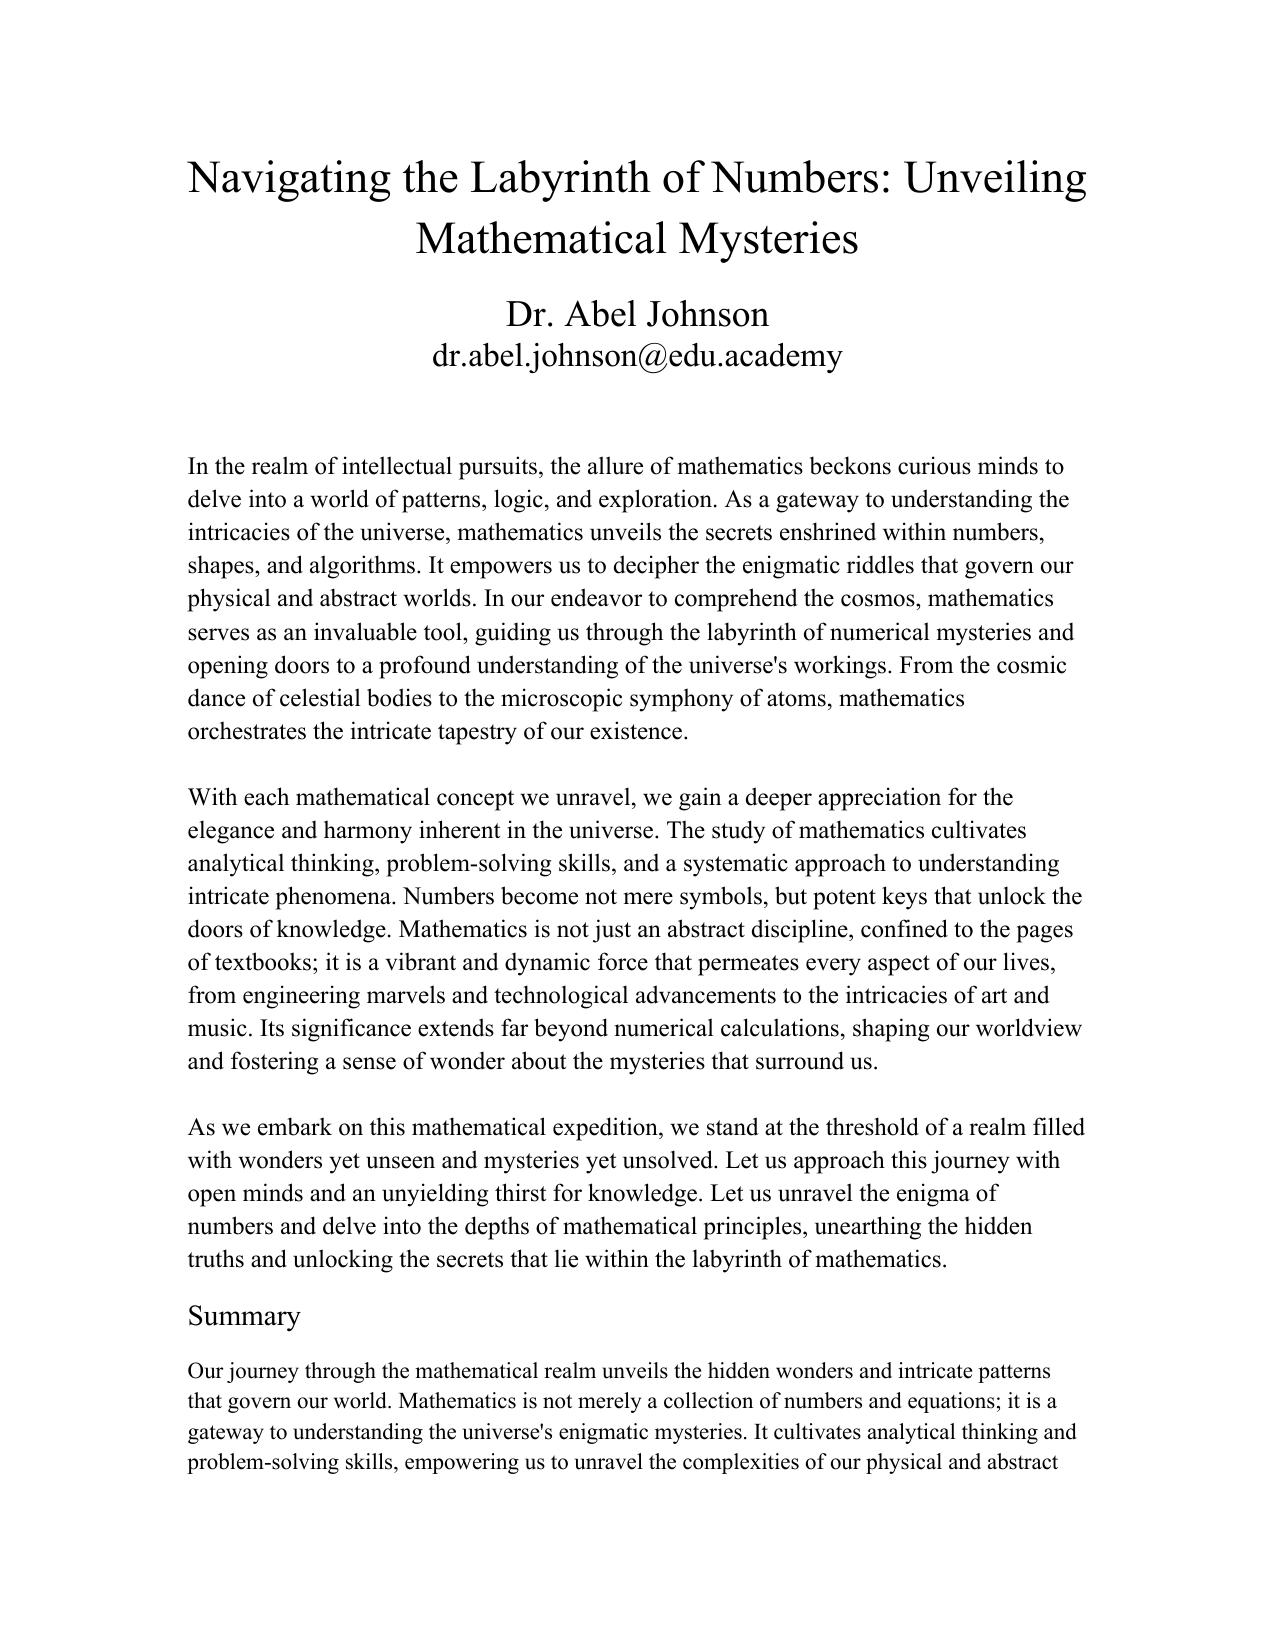 Navigating the Labyrinth of Numbers: Unveiling
Mathematical Mysteries
Dr. Abel Johnson
dr.abel.johnson@edu.academy
In the realm of intellectual pursuits, the allure of mathematics beckons curious minds to
delve into a world of patterns, logic, and exploration. As a gateway to understanding the
intricacies of the universe, mathematics unveils the secrets enshrined within numbers,
shapes, and algorithms. It empowers us to decipher the enigmatic riddles that govern our
physical and abstract worlds. In our endeavor to comprehend the cosmos, mathematics
serves as an invaluable tool, guiding us through the labyrinth of numerical mysteries and
opening doors to a profound understanding of the universe's workings. From the cosmic
dance of celestial bodies to the microscopic symphony of atoms, mathematics
orchestrates the intricate tapestry of our existence.
With each mathematical concept we unravel, we gain a deeper appreciation for the
elegance and harmony inherent in the universe. The study of mathematics cultivates
analytical thinking, problem-solving skills, and a systematic approach to understanding
intricate phenomena. Numbers become not mere symbols, but potent keys that unlock the
doors of knowledge. Mathematics is not just an abstract discipline, confined to the pages
of textbooks; it is a vibrant and dynamic force that permeates every aspect of our lives,
from engineering marvels and technological advancements to the intricacies of art and
music. Its significance extends far beyond numerical calculations, shaping our worldview
and fostering a sense of wonder about the mysteries that surround us.
As we embark on this mathematical expedition, we stand at the threshold of a realm filled
with wonders yet unseen and mysteries yet unsolved. Let us approach this journey with
open minds and an unyielding thirst for knowledge. Let us unravel the enigma of
numbers and delve into the depths of mathematical principles, unearthing the hidden
truths and unlocking the secrets that lie within the labyrinth of mathematics.
Summary
Our journey through the mathematical realm unveils the hidden wonders and intricate patterns
that govern our world. Mathematics is not merely a collection of numbers and equations; it is a
gateway to understanding the universe's enigmatic mysteries. It cultivates analytical thinking and
problem-solving skills, empowering us to unravel the complexities of our physical and abstract